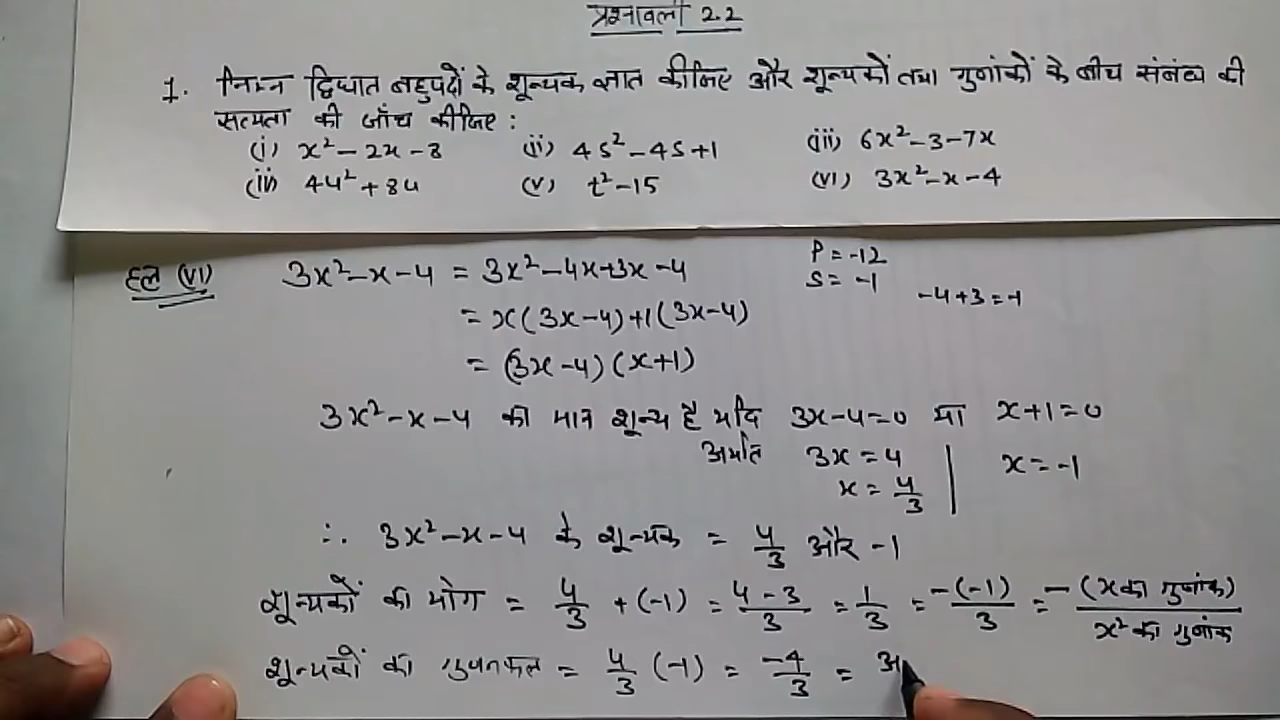 प्रश्नावली 2.2
1. निम्न द्विघात बहुपदों के शून्यक ज्ञात कीजिए और शून्यकों तथा गुणांकों के बीच संबंध की
सत्यता की जाँच कीजिए :
(i) x² - 2x - 8 (ii) 4s² - 4s + 1 (iii) 6x² - 3 - 7x
(iv) 4u² + 8u (v) t² - 15 (vi) 3x² - x - 4
हल (vi) 3x² - x - 4 = 3x² - 4x + 3x - 4 P = -12
S = -1 -4 + 3 = -1
= x(3x - 4) + 1(3x - 4)
= (3x - 4)(x + 1)
3x² - x - 4 का मान शून्य है यदि 3x - 4 = 0 या x + 1 = 0
अर्थात 3x = 4 | x = -1
x = 4/3
∴ 3x² - x - 4 के शून्यक = 4/3 और -1
शून्यकों का योग = 4/3 + (-1) = 4 - 3/3 = 1/3 = -(-1)/3 = -(x का गुणांक)/x² का गुणांक
शून्यकों का गुणनफल = 4/3 (-1) = -4/3 = अ